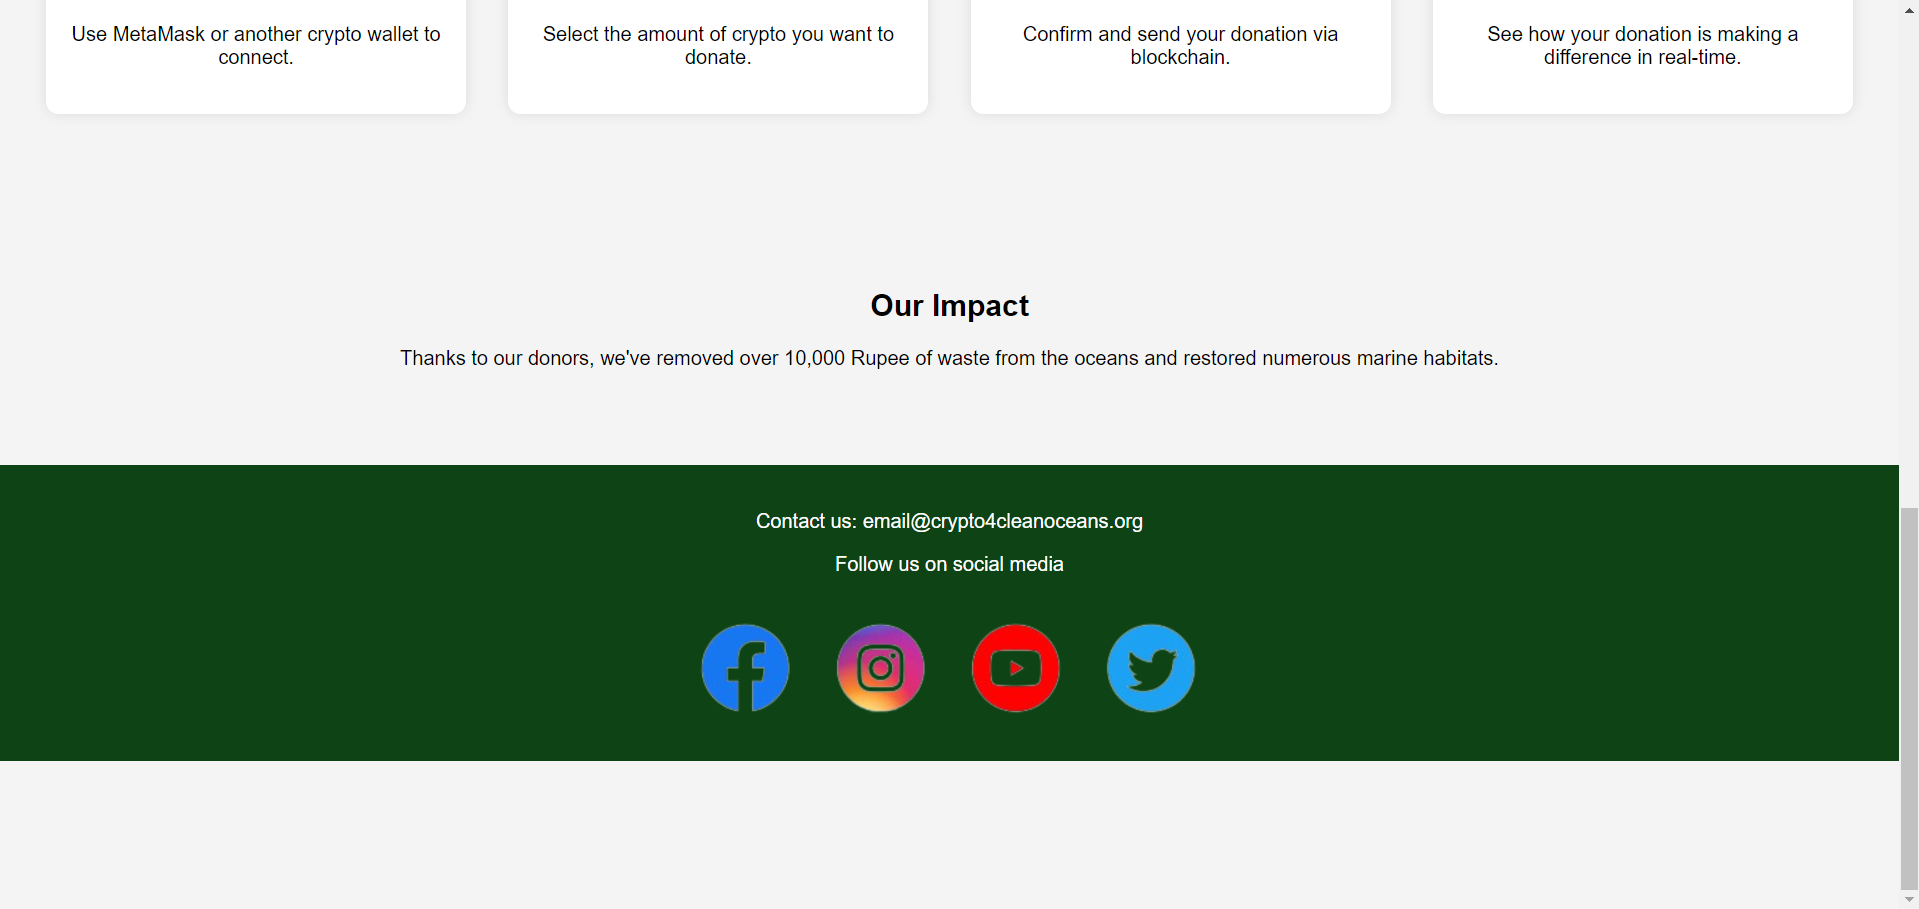 Use MetaMask or another crypto wallet to
connect.
Select the amount of crypto you want to
donate.
Confirm and send your donation via
blockchain.
See how your donation is making a
difference in real-time.
Our Impact
Thanks to our donors, we've removed over 10,000 Rupee of waste from the oceans and restored numerous marine habitats.
Contact us: email@crypto4cleanoceans.org
Follow us on social media